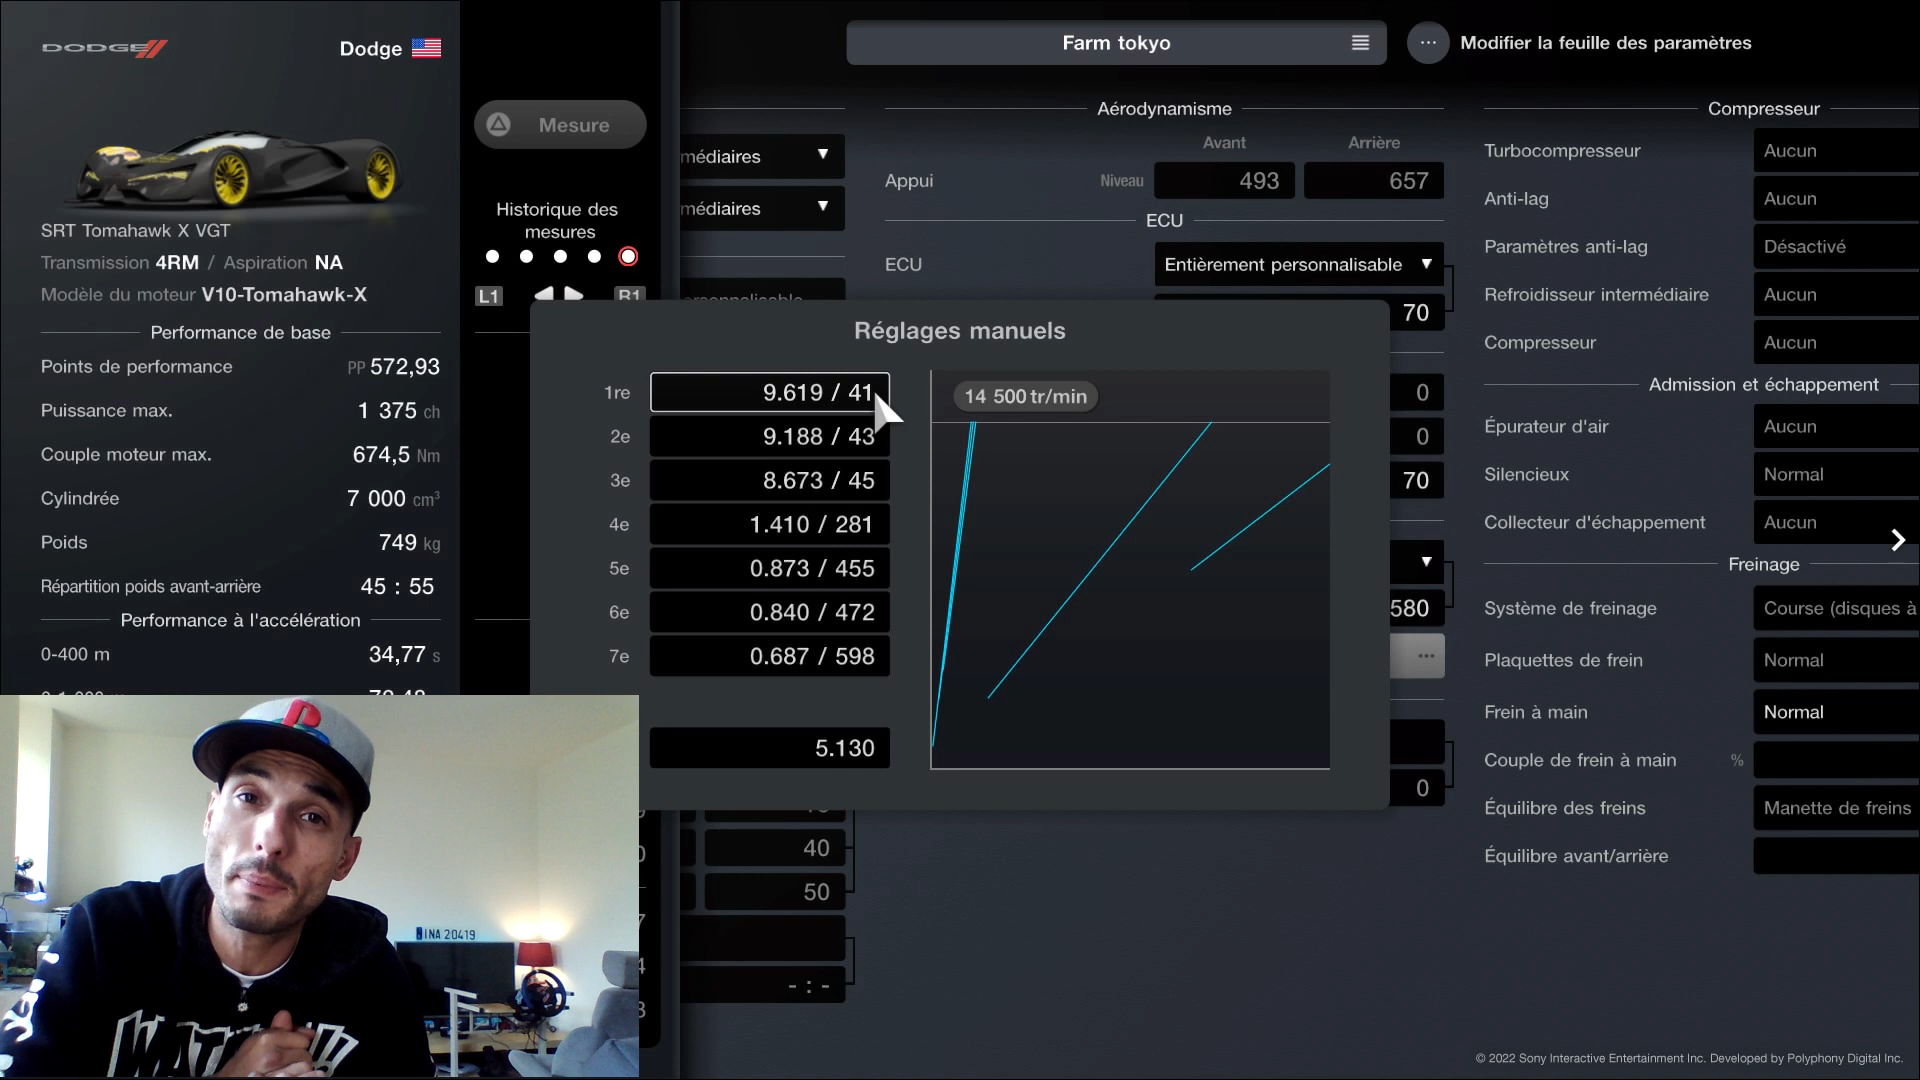 DODGE
Dodge
SRT Tomahawk X VGT
Transmission 4RM / Aspiration NA
Modèle du moteur V10-Tomahawk-X
Performance de base
Points de performance PP 572,93
Puissance max. 1 375 ch
Couple moteur max. 674,5 Nm
Cylindrée 7 000 cm³
Poids 749 kg
Répartition poids avant-arrière 45 : 55
Performance à l'accélération
0-400 m 34,77 s
Mesure
Historique des
mesures
L1
R1
Farm tokyo
Modifier la feuille des paramètres
médiaires
médiaires
Aérodynamisme
Avant Arrière
Appui Niveau 493 657
ECU
ECU Entièrement personnalisable
70
0
0
70
580
0
Réglages manuels
1re 9.619 / 41
2e 9.188 / 43
3e 8.673 / 45
4e 1.410 / 281
5e 0.873 / 455
6e 0.840 / 472
7e 0.687 / 598
5.130
14 500 tr/min
40
50
- : -
Compresseur
Turbocompresseur Aucun
Anti-lag Aucun
Paramètres anti-lag Désactivé
Refroidisseur intermédiaire Aucun
Compresseur Aucun
Admission et échappement
Épurateur d'air Aucun
Silencieux Normal
Collecteur d'échappement Aucun
Freinage
Système de freinage Course (disques à
Plaquettes de frein Normal
Frein à main Normal
Couple de frein à main %
Équilibre des freins Manette de freins
Équilibre avant/arrière
INA 20419
© 2022 Sony Interactive Entertainment Inc. Developed by Polyphony Digital Inc.